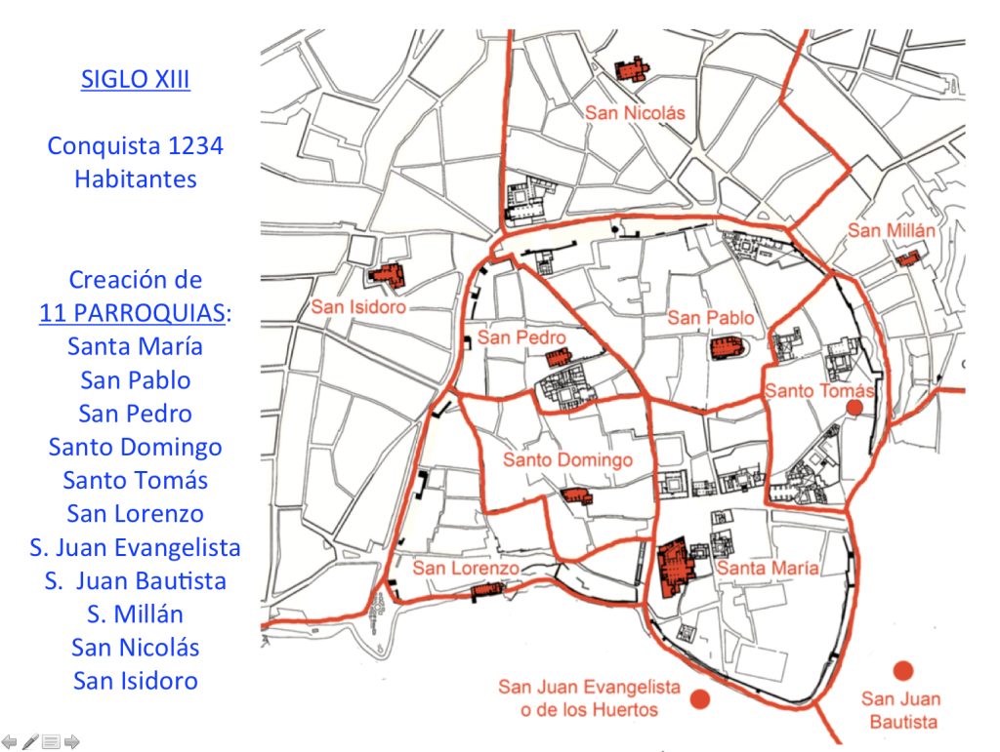 SIGLO XIII
Conquista 1234
Habitantes
Creación de
11 PARROQUIAS:
Santa María
San Pablo
San Pedro
Santo Domingo
Santo Tomás
San Lorenzo
S. Juan Evangelista
S. Juan Bautista
S. Millán
San Nicolás
San Isidoro
San Nicolás
San Millán
San Isidoro
San Pablo
San Pedro
Santo Tomás
Santo Domingo
San Lorenzo
Santa María
San Juan Evangelista
o de los Huertos
San Juan
Bautista